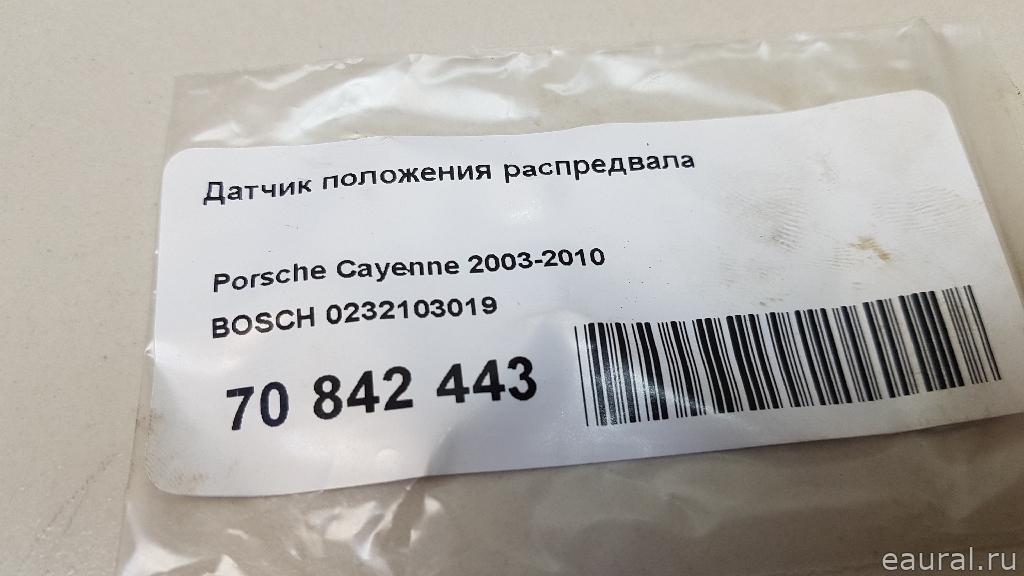 Датчик положения распредвала
Porsche Cayenne 2003-2010
BOSCH 0232103019
70 842 443
eaural.ru